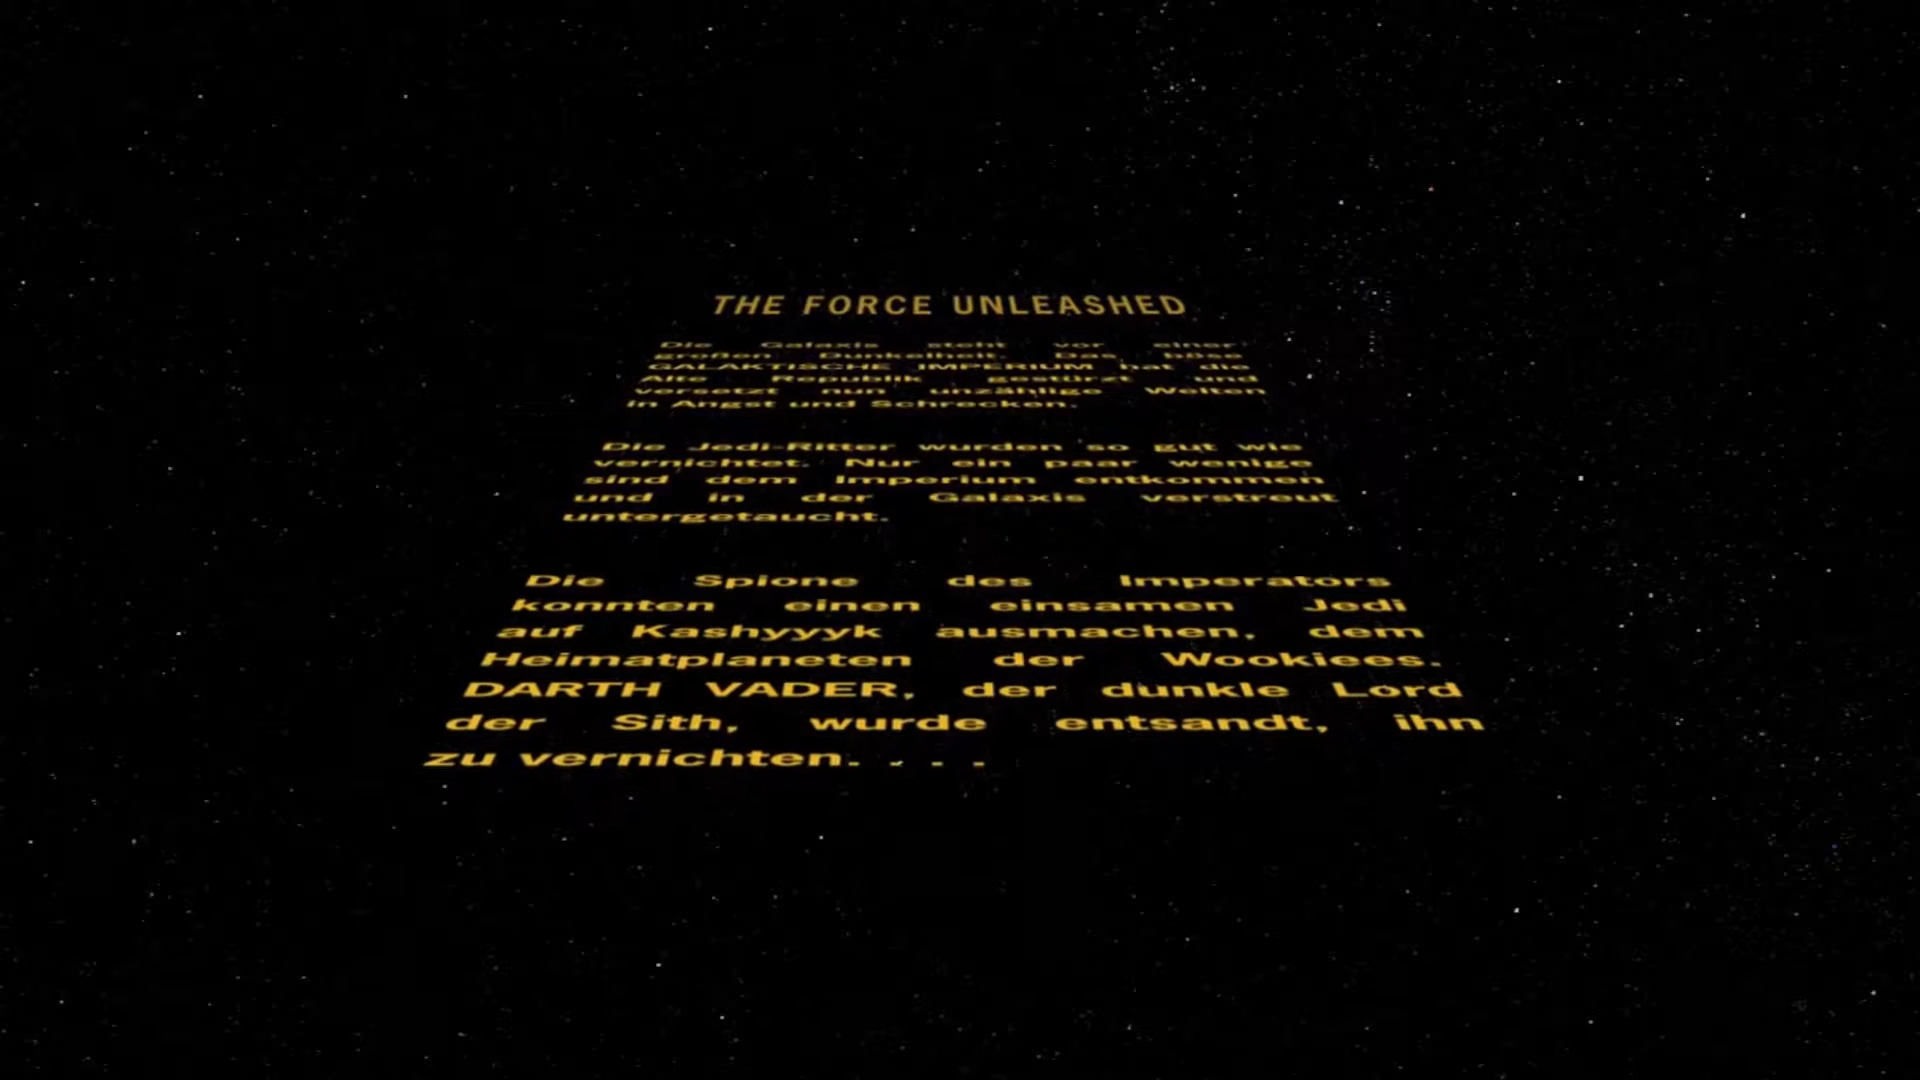 THE FORCE UNLEASHED
Die Galaxis steht vor einer
großen Dunkelheit. Das böse
GALAKTISCHE IMPERIUM hat die
Alte Republik gestürzt und
versetzt nun unzählige Welten
in Angst und Schrecken.
Die Jedi-Ritter wurden so gut wie
vernichtet. Nur ein paar wenige
sind dem Imperium entkommen
und in der Galaxis verstreut
untergetaucht.
Die Spione des Imperators
konnten einen einsamen Jedi
auf Kashyyyk ausmachen, dem
Heimatplaneten der Wookiees.
DARTH VADER, der dunkle Lord
der Sith, wurde entsandt, ihn
zu vernichten. . . .